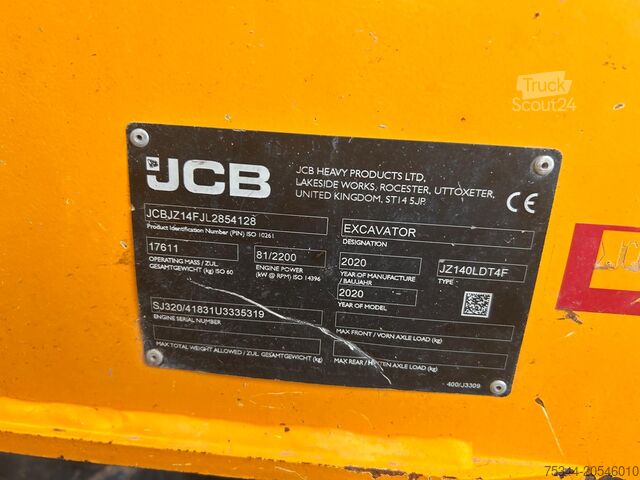 Truck
Scout24
JCB
JCB HEAVY PRODUCTS LTD,
LAKESIDE WORKS, ROCESTER, UTTOXETER,
UNITED KINGDOM, ST14 5JP.
CE
JCBJZ14FJL2854128
Product Identification Number (PIN) ISO 10261
EXCAVATOR
DESIGNATION
17611
OPERATING MASS / ZUL.
GESAMTGEWICHT (kg) ISO 60
81/2200
ENGINE POWER
(kW @ RPM) ISO 14396
2020
YEAR OF MANUFACTURE
/ BAUJAHR
JZ140LDT4F
TYPE
2020
YEAR OF MODEL
SJ320/41831U3335319
ENGINE SERIAL NUMBER
MAX FRONT / VORN AXLE LOAD (kg)
MAX TOTAL WEIGHT ALLOWED / ZUL. GESAMTGEWICHT (kg)
MAX REAR / HINTEN AXLE LOAD (kg)
400/J3309
75344-20546010